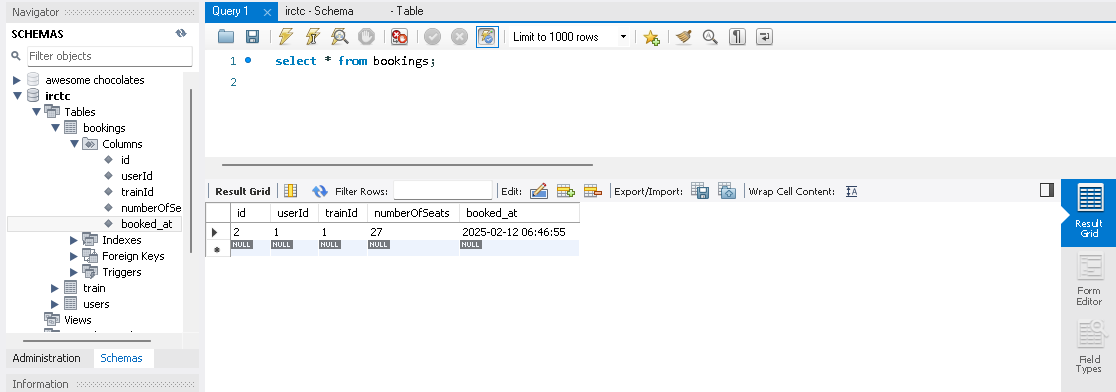 Navigator
SCHEMAS
Filter objects
awesome chocolates
irctc
Tables
bookings
Columns
id
userId
trainId
numberOfSe
booked_at
Indexes
Foreign Keys
Triggers
train
users
Views
Administration Schemas
Information
Query 1 irctc - Schema - Table
Limit to 1000 rows
1 select * from bookings;
2
Result Grid Filter Rows: Edit: Export/Import: Wrap Cell Content:
id userId trainId numberOfSeats booked_at
2 1 1 27 2025-02-12 06:46:55
NULL NULL NULL NULL NULL
Result
Grid
Form
Editor
Field
Types